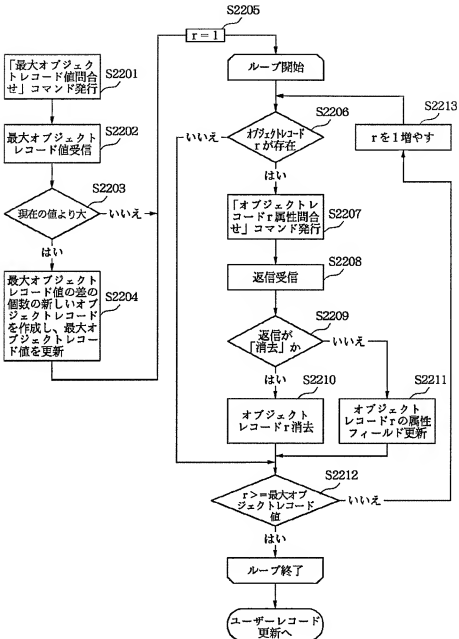 S2205
r＝1
「最大オブジェク
トレコード値問合
せ」コマンド発行
S2201
S2202
最大オブジェクト
レコード値受信
S2203
現在の値より大
いいえ
はい
最大オブジェクト
レコード値の差の
個数の新しいオブジ
ェクトレコード
を作成し、最大オ
ブジェクトレコー
ド値を更新
S2204
ループ開始
S2206
オブジェクトレコード
rが存在
いいえ
はい
S2213
rを1増やす
「オブジェクトレ
コードr属性問合
せ」コマンド発行
S2207
S2208
返信受信
S2209
返信が
「消去」か
いいえ
はい
S2210
オブジェクト
レコードr消去
S2211
オブジェクト
レコードrの属性
フィールド更新
S2212
r＞＝最大オブ
ジェクトレコード
値
いいえ
はい
ループ終了
ユーザーレコード
更新へ